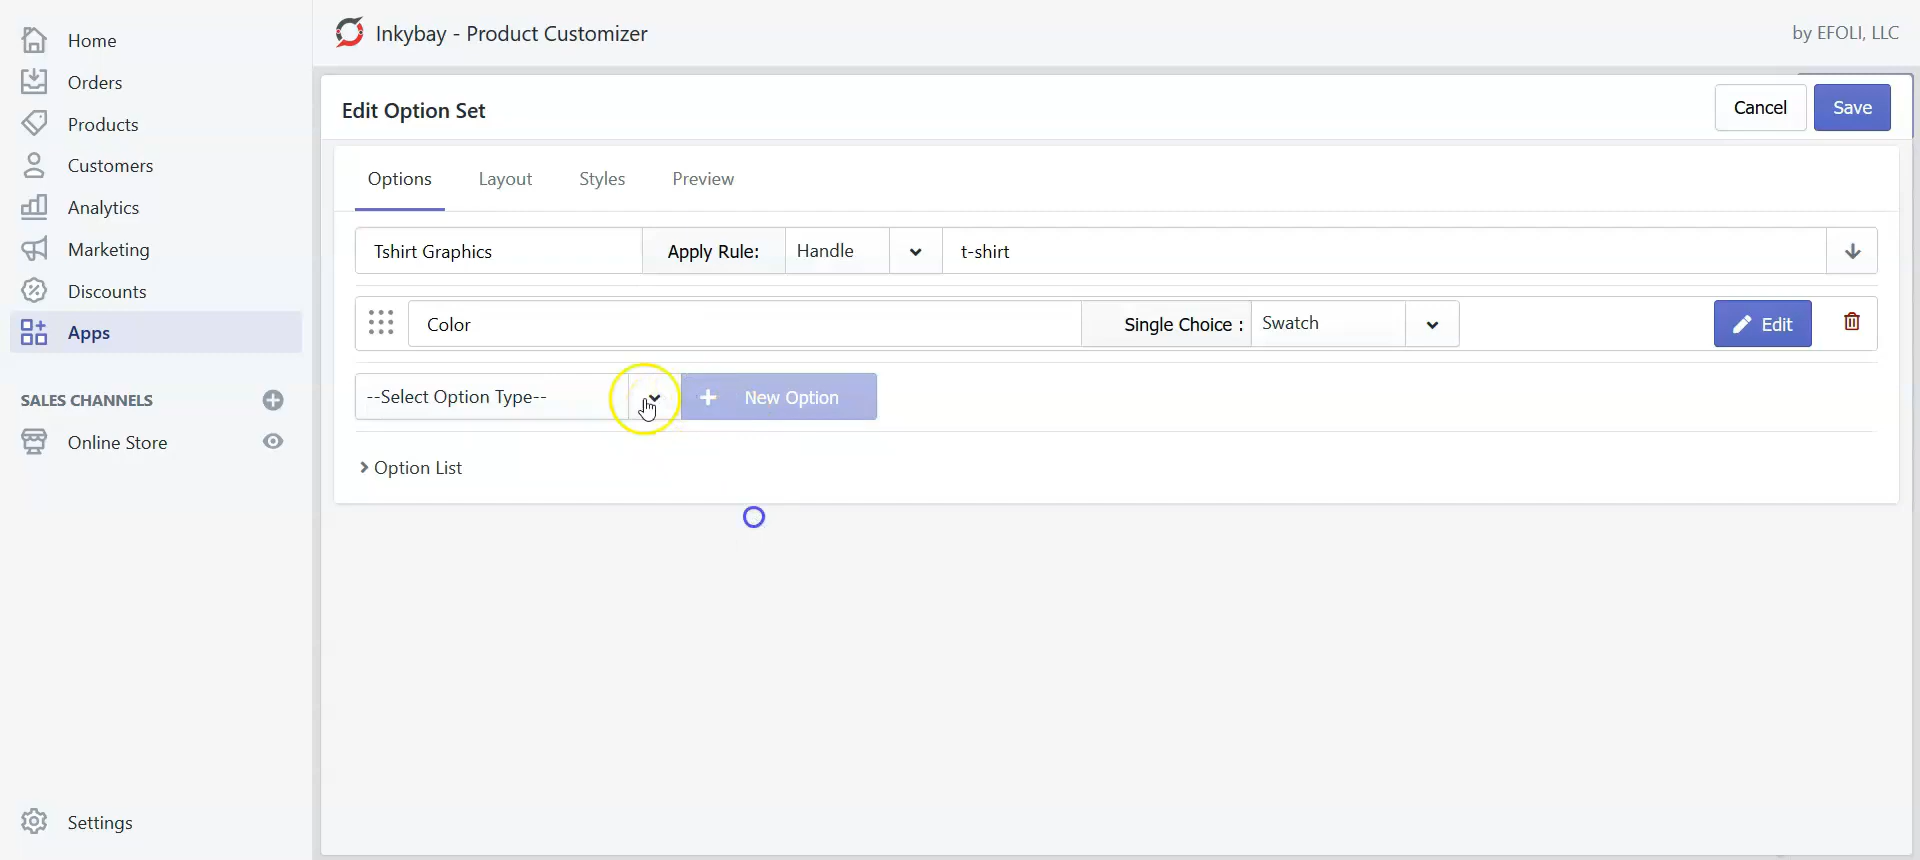 Home
Orders
Products
Customers
Analytics
Marketing
Discounts
Apps
SALES CHANNELS
Online Store
Settings
Inkybay - Product Customizer
by EFOLI, LLC
Edit Option Set
Cancel
Save
Options
Layout
Styles
Preview
Tshirt Graphics
Apply Rule:
Handle
t-shirt
Color
Single Choice :
Swatch
Edit
--Select Option Type--
New Option
Option List